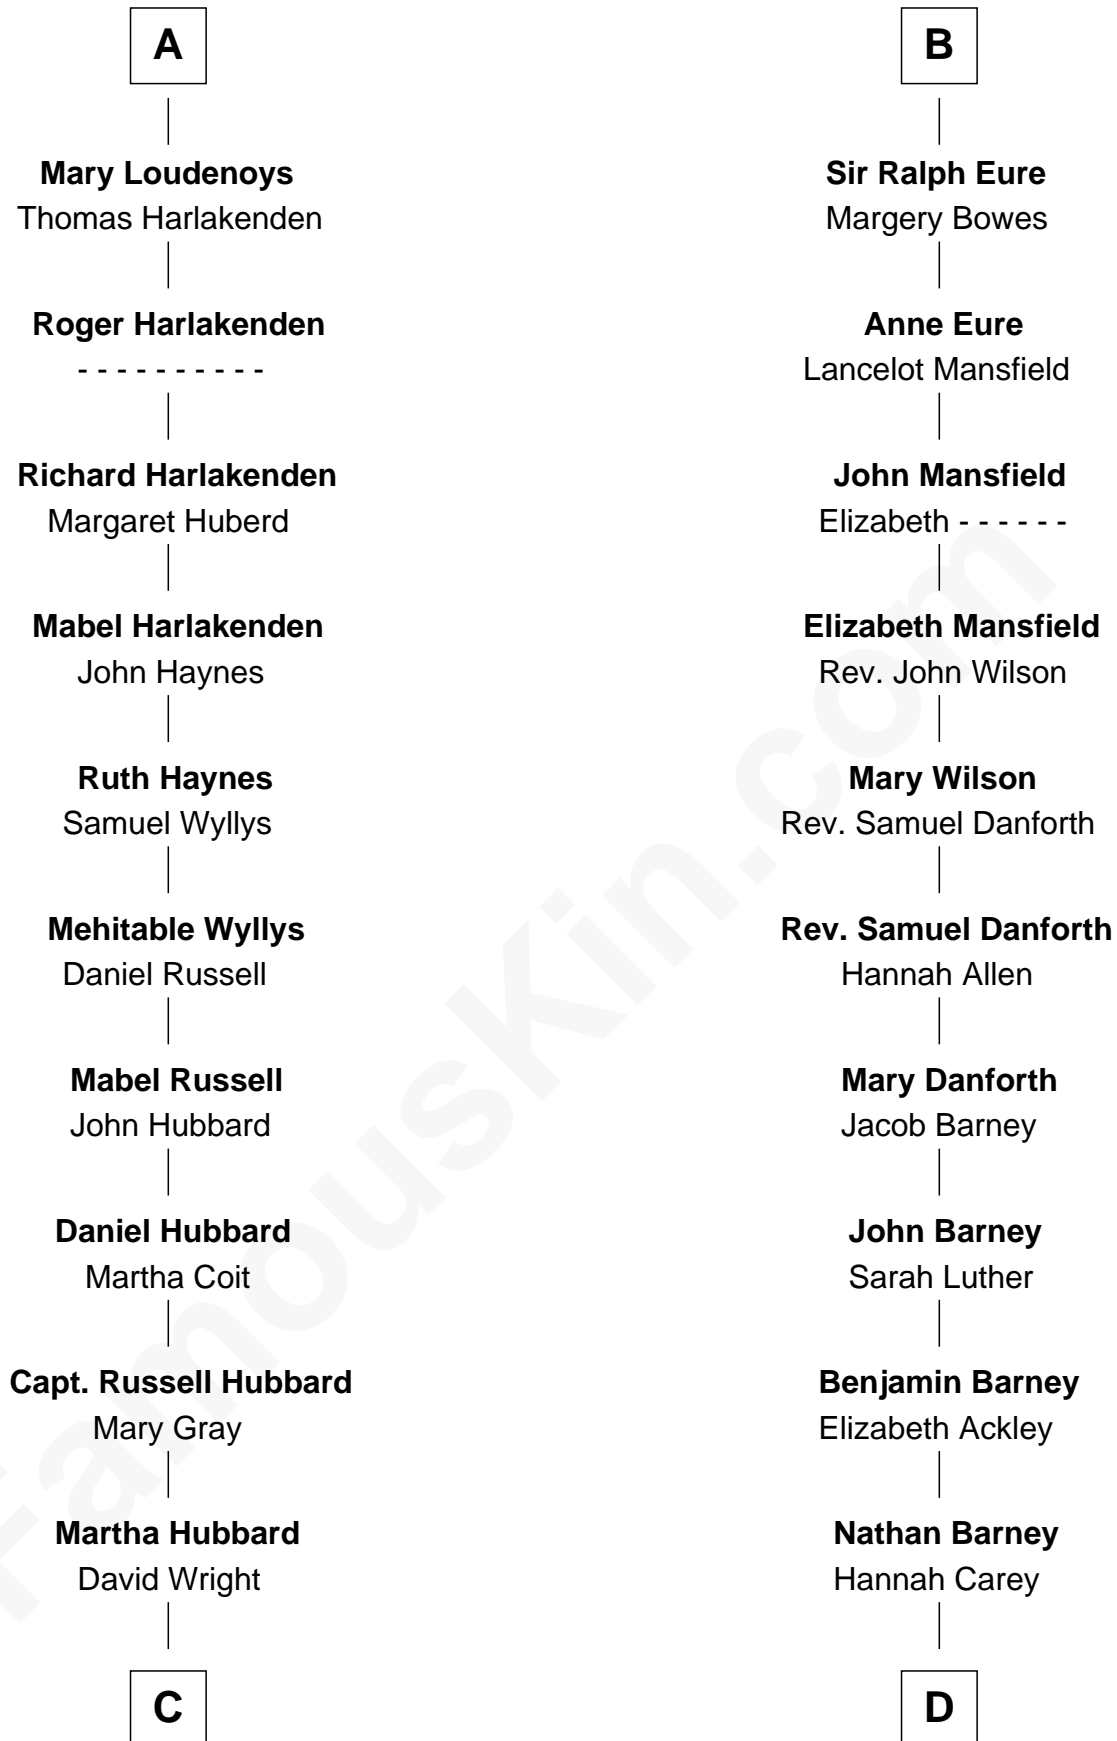 A
Mary Loudenoys
Thomas Harlakenden
Roger Harlakenden
- - - - - - - - - -
Richard Harlakenden
Margaret Huberd
Mabel Harlakenden
John Haynes
Ruth Haynes
Samuel Wyllys
Mehitable Wyllys
Daniel Russell
Mabel Russell
John Hubbard
Daniel Hubbard
Martha Coit
Capt. Russell Hubbard
Mary Gray
Martha Hubbard
David Wright
C
B
Sir Ralph Eure
Margery Bowes
Anne Eure
Lancelot Mansfield
John Mansfield
Elizabeth - - - - - -
Elizabeth Mansfield
Rev. John Wilson
Mary Wilson
Rev. Samuel Danforth
Rev. Samuel Danforth
Hannah Allen
Mary Danforth
Jacob Barney
John Barney
Sarah Luther
Benjamin Barney
Elizabeth Ackley
Nathan Barney
Hannah Carey
D
FamousKin.com